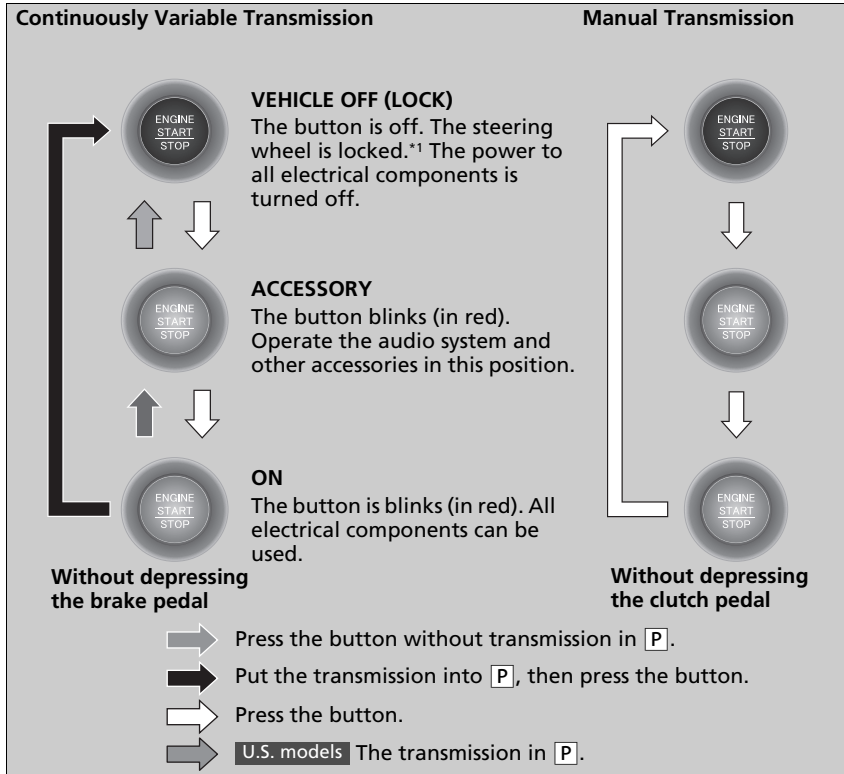 Continuously Variable Transmission
Manual Transmission
ENGINE
START
STOP
VEHICLE OFF (LOCK)
The button is off. The steering
wheel is locked.*1 The power to
all electrical components is
turned off.
ENGINE
START
STOP
ENGINE
START
STOP
ACCESSORY
The button blinks (in red).
Operate the audio system and
other accessories in this position.
ENGINE
START
STOP
ENGINE
START
STOP
ON
The button is blinks (in red). All
electrical components can be
used.
ENGINE
START
STOP
Without depressing
the brake pedal
Without depressing
the clutch pedal
Press the button without transmission in P.
Put the transmission into P, then press the button.
Press the button.
U.S. models The transmission in P.